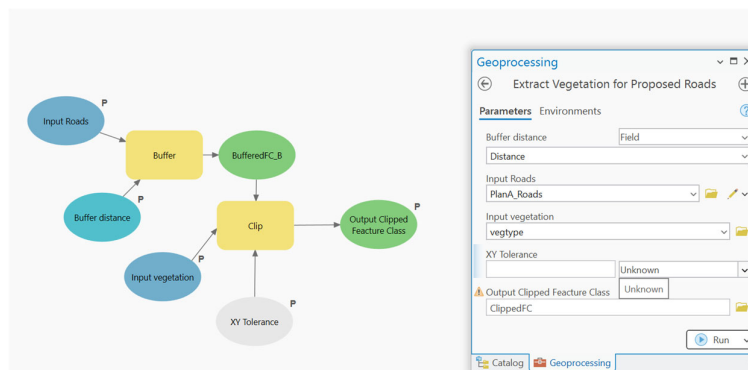 P
Input Roads
Buffer
BufferedFC_B
P
Buffer distance
P
Output Clipped
Feacture Class
Clip
P
Input vegetation
P
XY Tolerance
Geoprocessing
Extract Vegetation for Proposed Roads
Parameters Environments
?
Buffer distance Field
Distance
Input Roads
PlanA_Roads
Input vegetation
vegtype
XY Tolerance
Unknown
Output Clipped Feacture Class Unknown
ClippedFC
Run
Catalog Geoprocessing